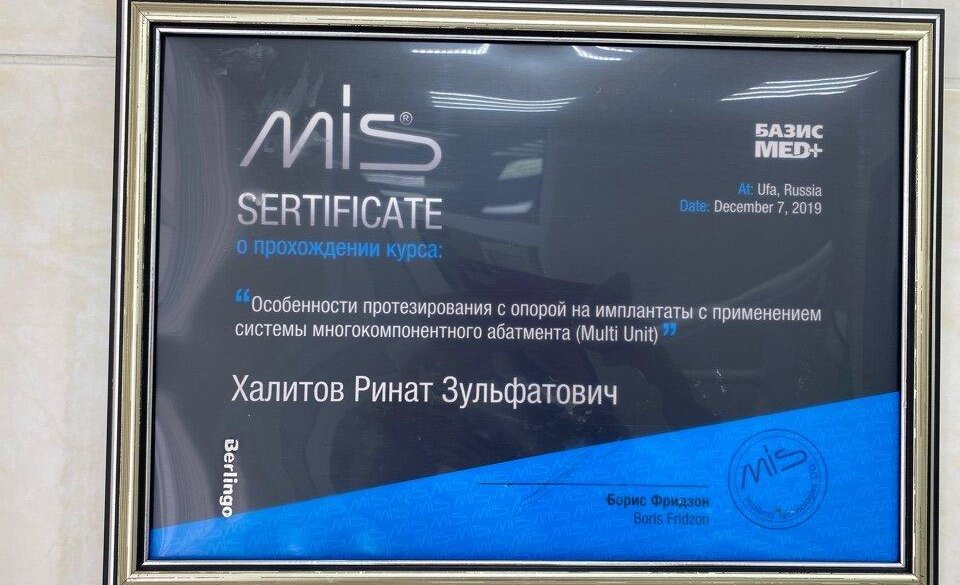 MIS®
SERTIFICATE
о прохождении курса:
БАЗИС
MED+
At: Ufa, Russia
Date: December 7, 2019
“Особенности протезирования с опорой на имплантаты с применением
системы многокомпонентного абатмента (Multi Unit)”
Халитов Ринат Зульфатович
Berlingo
Борис Фридзон
Boris Fridzon
MIS